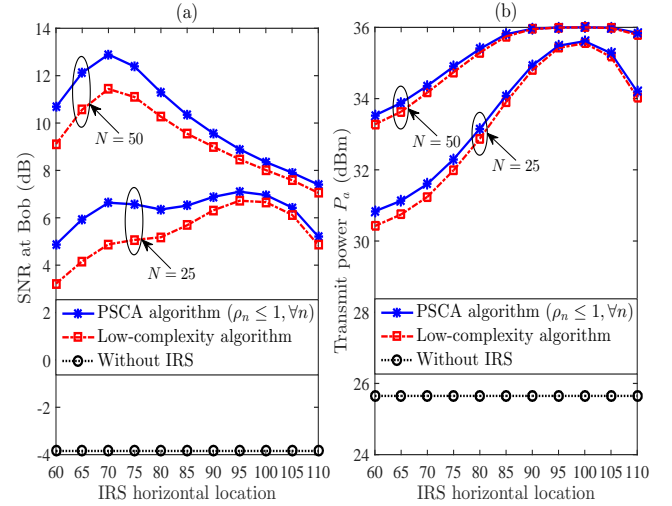 (a)
SNR at Bob (dB)
14
12
10
8
6
4
2
0
-2
-4
N = 50
N = 25
PSCA algorithm (ρn ≤ 1, ∀n)
Low-complexity algorithm
Without IRS
60 65 70 75 80 85 90 95 100 105 110
IRS horizontal location
(b)
Transmit power Pa (dBm)
36
34
32
30
28
26
24
N = 50
N = 25
PSCA algorithm (ρn ≤ 1, ∀n)
Low-complexity algorithm
Without IRS
60 65 70 75 80 85 90 95 100 105 110
IRS horizontal location